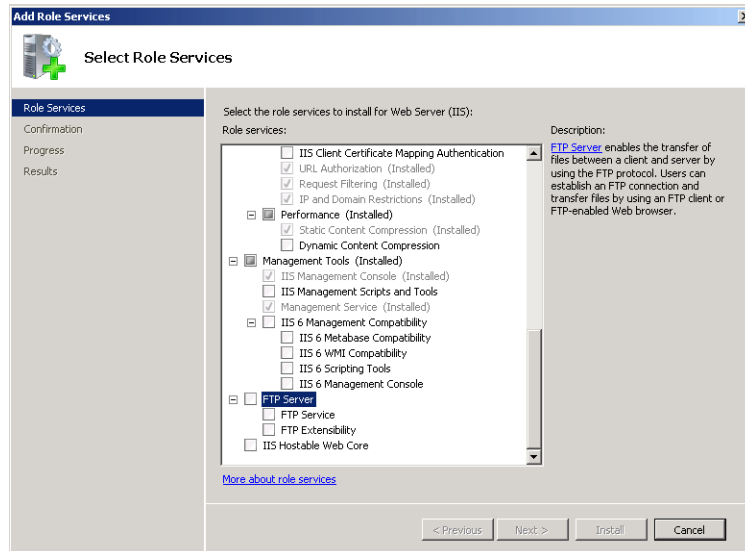 Add Role Services
Select Role Services
Role Services
Confirmation
Progress
Results
Select the role services to install for Web Server (IIS):
Role services:
IIS Client Certificate Mapping Authentication
URL Authorization (Installed)
Request Filtering (Installed)
IP and Domain Restrictions (Installed)
Performance (Installed)
Static Content Compression (Installed)
Dynamic Content Compression
Management Tools (Installed)
IIS Management Console (Installed)
IIS Management Scripts and Tools
Management Service (Installed)
IIS 6 Management Compatibility
IIS 6 Metabase Compatibility
IIS 6 WMI Compatibility
IIS 6 Scripting Tools
IIS 6 Management Console
FTP Server
FTP Service
FTP Extensibility
IIS Hostable Web Core
More about role services
Description:
FTP Server enables the transfer of
files between a client and server by
using the FTP protocol. Users can
establish an FTP connection and
transfer files by using an FTP client or
FTP-enabled Web browser.
< Previous
Next >
Install
Cancel